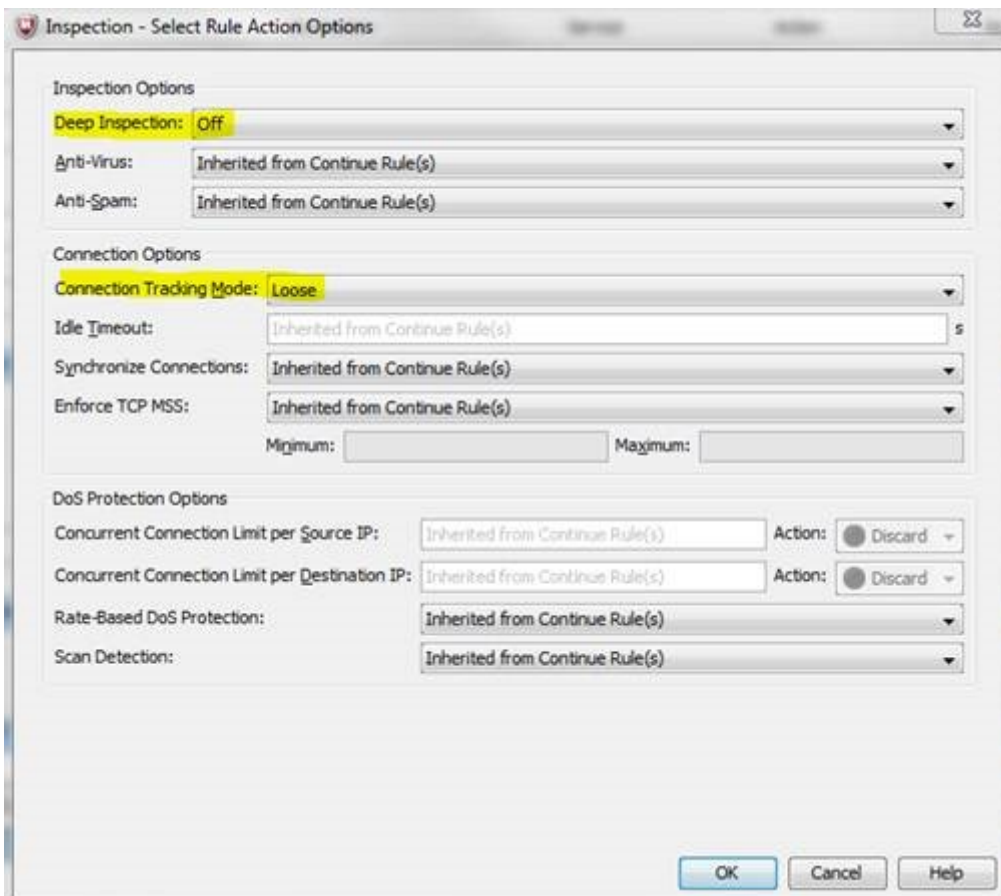 Inspection - Select Rule Action Options
Inspection Options
Deep Inspection: Off
Anti-Virus: Inherited from Continue Rule(s)
Anti-Spam: Inherited from Continue Rule(s)
Connection Options
Connection Tracking Mode: Loose
Idle Timeout: Inherited from Continue Rule(s) s
Synchronize Connections: Inherited from Continue Rule(s)
Enforce TCP MSS: Inherited from Continue Rule(s)
Minimum: Maximum:
DoS Protection Options
Concurrent Connection Limit per Source IP: Inherited from Continue Rule(s) Action: Discard
Concurrent Connection Limit per Destination IP: Inherited from Continue Rule(s) Action: Discard
Rate-Based DoS Protection: Inherited from Continue Rule(s)
Scan Detection: Inherited from Continue Rule(s)
OK Cancel Help